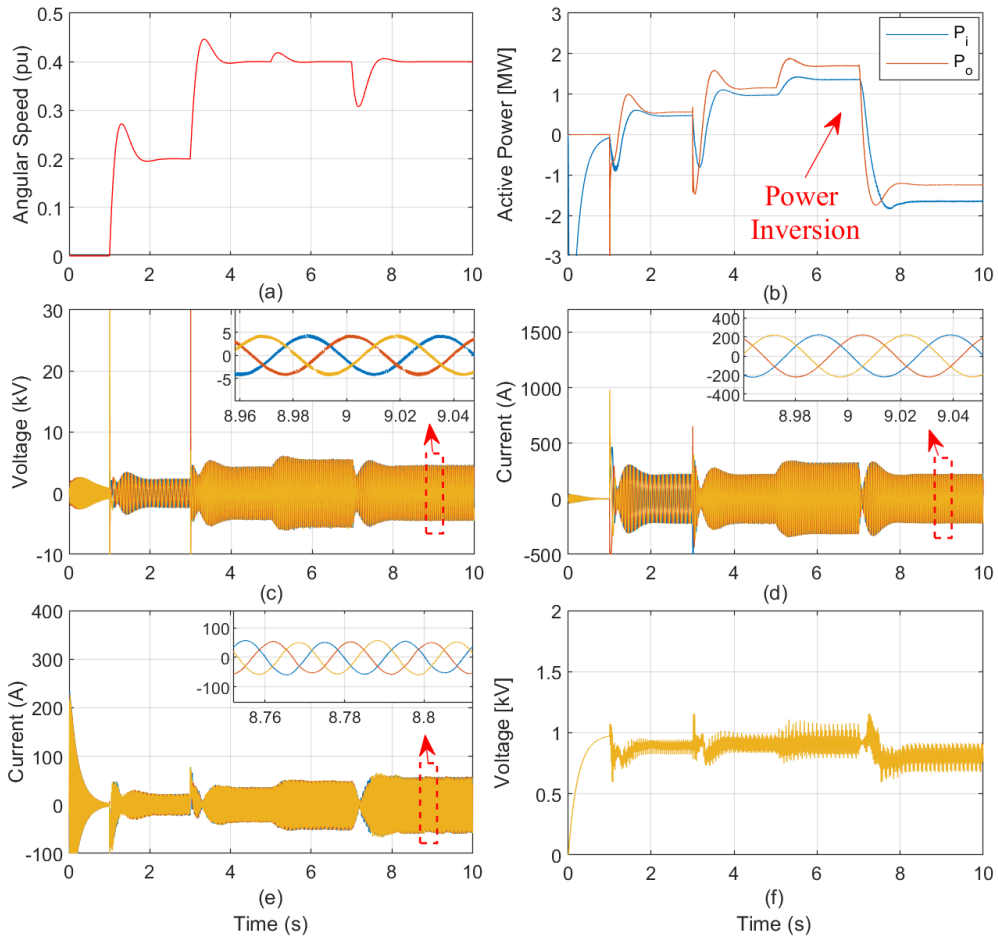 0.5
0.4
0.3
0.2
0.1
0
Angular Speed (pu)
0 2 4 6 8 10
(a)
3
2
1
0
-1
-2
-3
Active Power [MW]
P_i
P_o
Power
Inversion
0 2 4 6 8 10
(b)
30
20
10
0
-10
Voltage (kV)
5
0
-5
8.96 8.98 9 9.02 9.04
0 2 4 6 8 10
(c)
1500
1000
500
0
-500
Current (A)
400
200
0
-200
-400
8.98 9 9.02 9.04
0 2 4 6 8 10
(d)
400
300
200
100
0
-100
Current (A)
100
0
-100
8.76 8.78 8.8
0 2 4 6 8 10
(e)
Time (s)
2
1.5
1
0.5
0
Voltage [kV]
0 2 4 6 8 10
(f)
Time (s)